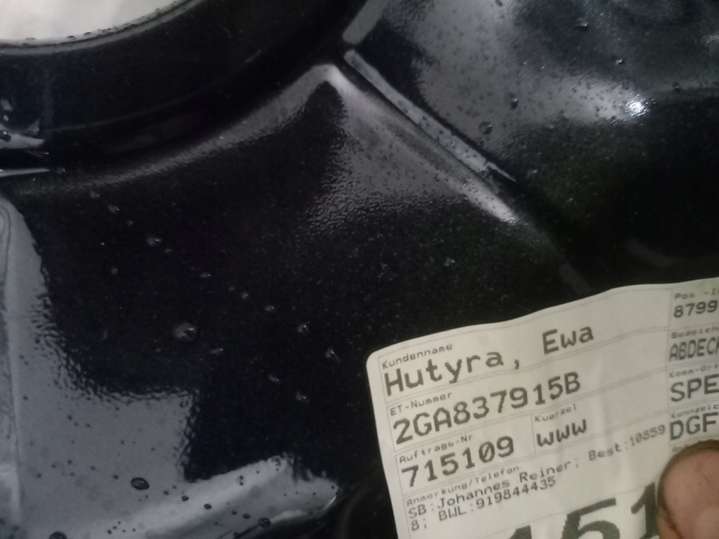 Kundenname
Hutyra, Ewa
ET-Nummer
2GA837915B
Auftrags-Nr
715109
Kuerzel
WWW
Anmerkung/Telefon
SB:Johannes Reiner; Best:10859
8; BWL:919844435
8799
ABDECK
SPE
DGF
151